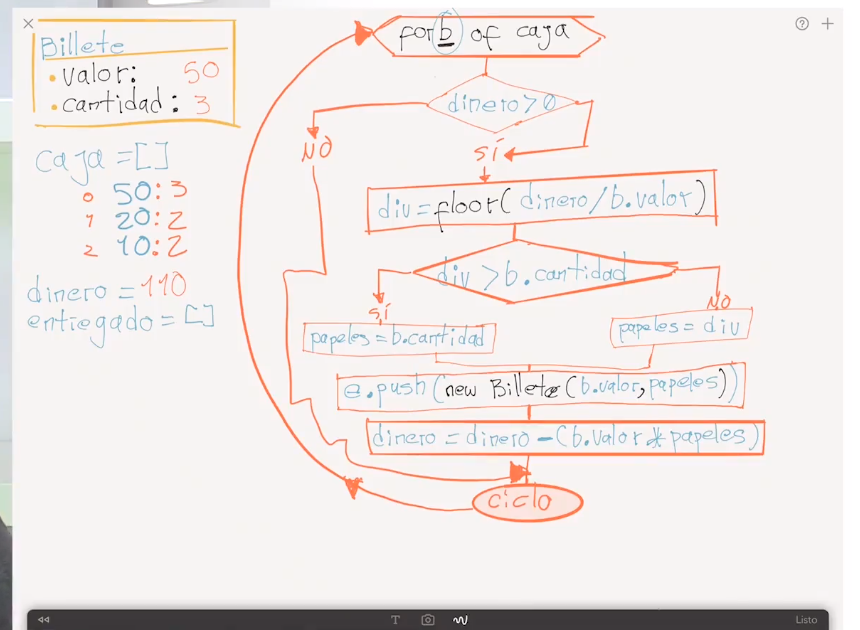 Billete
• valor: 50
• cantidad: 3
caja = []
0 50:3
1 20:2
2 10:2
dinero = 110
entregado = []
for b of caja
dinero > 0
NO
SÍ
div = floor(dinero/b.valor)
div > b.cantidad
sí
NO
papeles = b.cantidad
papeles = div
e.push(new Billete(b.valor, papeles))
dinero = dinero - (b.valor * papeles)
ciclo
T
Listo